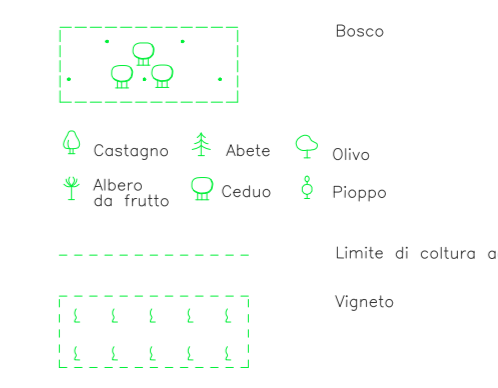 Bosco
Castagno
Abete
Olivo
Albero
da frutto
Ceduo
Pioppo
Limite di coltura a
Vigneto